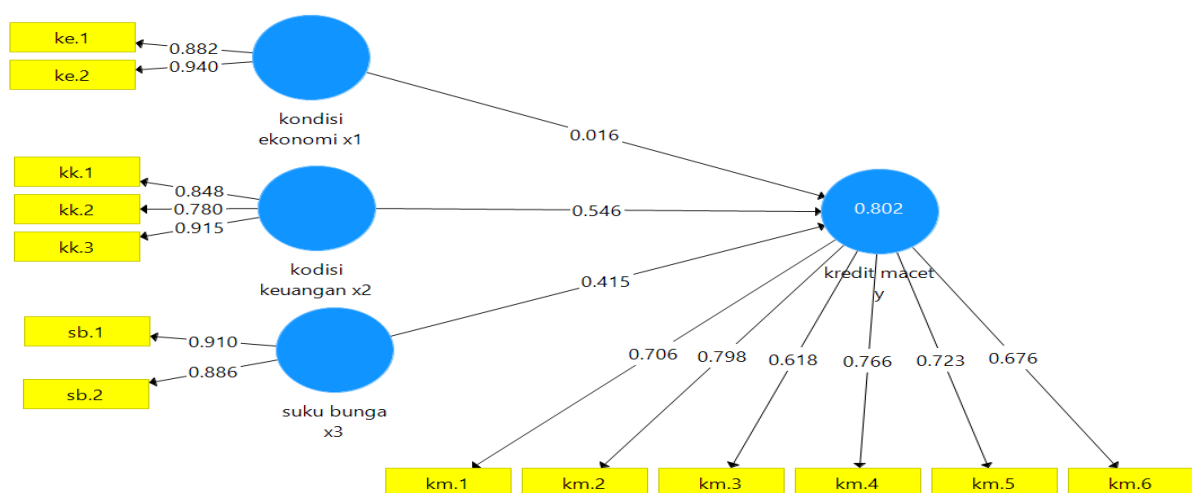 ke.1
0.882
ke.2
0.940
kondisi
ekonomi x1
0.016
kk.1
0.848
kk.2
0.780
kk.3
0.915
kodisi
keuangan x2
0.546
0.802
kredit macet
y
sb.1
0.910
sb.2
0.886
suku bunga
x3
0.415
0.706
0.798
0.618
0.766
0.723
0.676
km.1
km.2
km.3
km.4
km.5
km.6